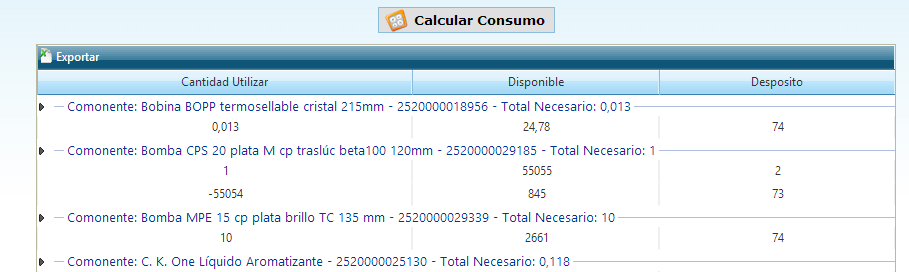 Calcular Consumo
Exportar
Cantidad Utilizar Disponible Desposito
Comonente: Bobina BOPP termosellable cristal 215mm - 2520000018956 - Total Necesario: 0,013
0,013 24,78 74
Comonente: Bomba CPS 20 plata M cp traslúc beta100 120mm - 2520000029185 - Total Necesario: 1
1 55055 2
-55054 845 73
Comonente: Bomba MPE 15 cp plata brillo TC 135 mm - 2520000029339 - Total Necesario: 10
10 2661 74
Comonente: C. K. One Líquido Aromatizante - 2520000025130 - Total Necesario: 0,118